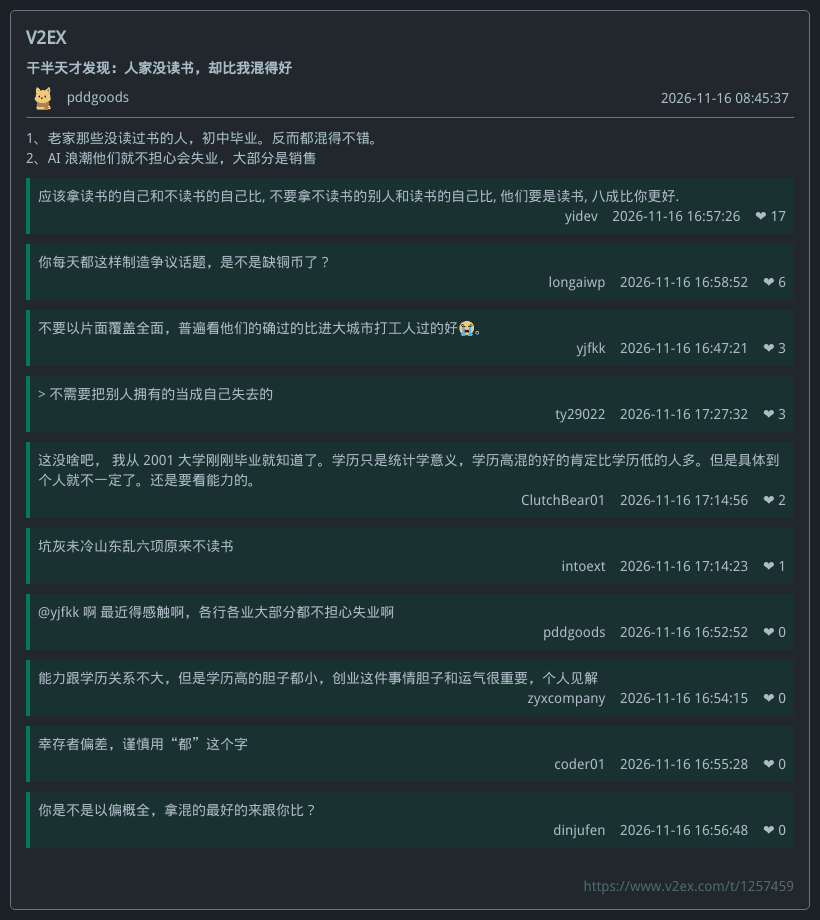 V2EX
干半天才发现：人家没读书，却比我混得好
pddgoods
2026-11-16 08:45:37
1、老家那些没读过书的人，初中毕业。反而都混得不错。
2、AI 浪潮他们就不担心会失业，大部分是销售
应该拿读书的自己和不读书的自己比, 不要拿不读书的别人和读书的自己比, 他们要是读书, 八成比你更好.
yidev 2026-11-16 16:57:26 ❤ 17
你每天都这样制造争议话题，是不是缺铜币了？
longaiwp 2026-11-16 16:58:52 ❤ 6
不要以片面覆盖全面，普遍看他们的确过的比进大城市打工人过的好😭。
yjfkk 2026-11-16 16:47:21 ❤ 3
> 不需要把别人拥有的当成自己失去的
ty29022 2026-11-16 17:27:32 ❤ 3
这没啥吧， 我从 2001 大学刚刚毕业就知道了。学历只是统计学意义，学历高混的好的肯定比学历低的人多。但是具体到
个人就不一定了。还是要看能力的。
ClutchBear01 2026-11-16 17:14:56 ❤ 2
坑灰未冷山东乱六项原来不读书
intoext 2026-11-16 17:14:23 ❤ 1
@yjfkk 啊 最近得感触啊，各行各业大部分都不担心失业啊
pddgoods 2026-11-16 16:52:52 ❤ 0
能力跟学历关系不大，但是学历高的胆子都小，创业这件事情胆子和运气很重要，个人见解
zyxcompany 2026-11-16 16:54:15 ❤ 0
幸存者偏差，谨慎用“都”这个字
coder01 2026-11-16 16:55:28 ❤ 0
你是不是以偏概全，拿混的最好的来跟你比？
dinjufen 2026-11-16 16:56:48 ❤ 0
https://www.v2ex.com/t/1257459